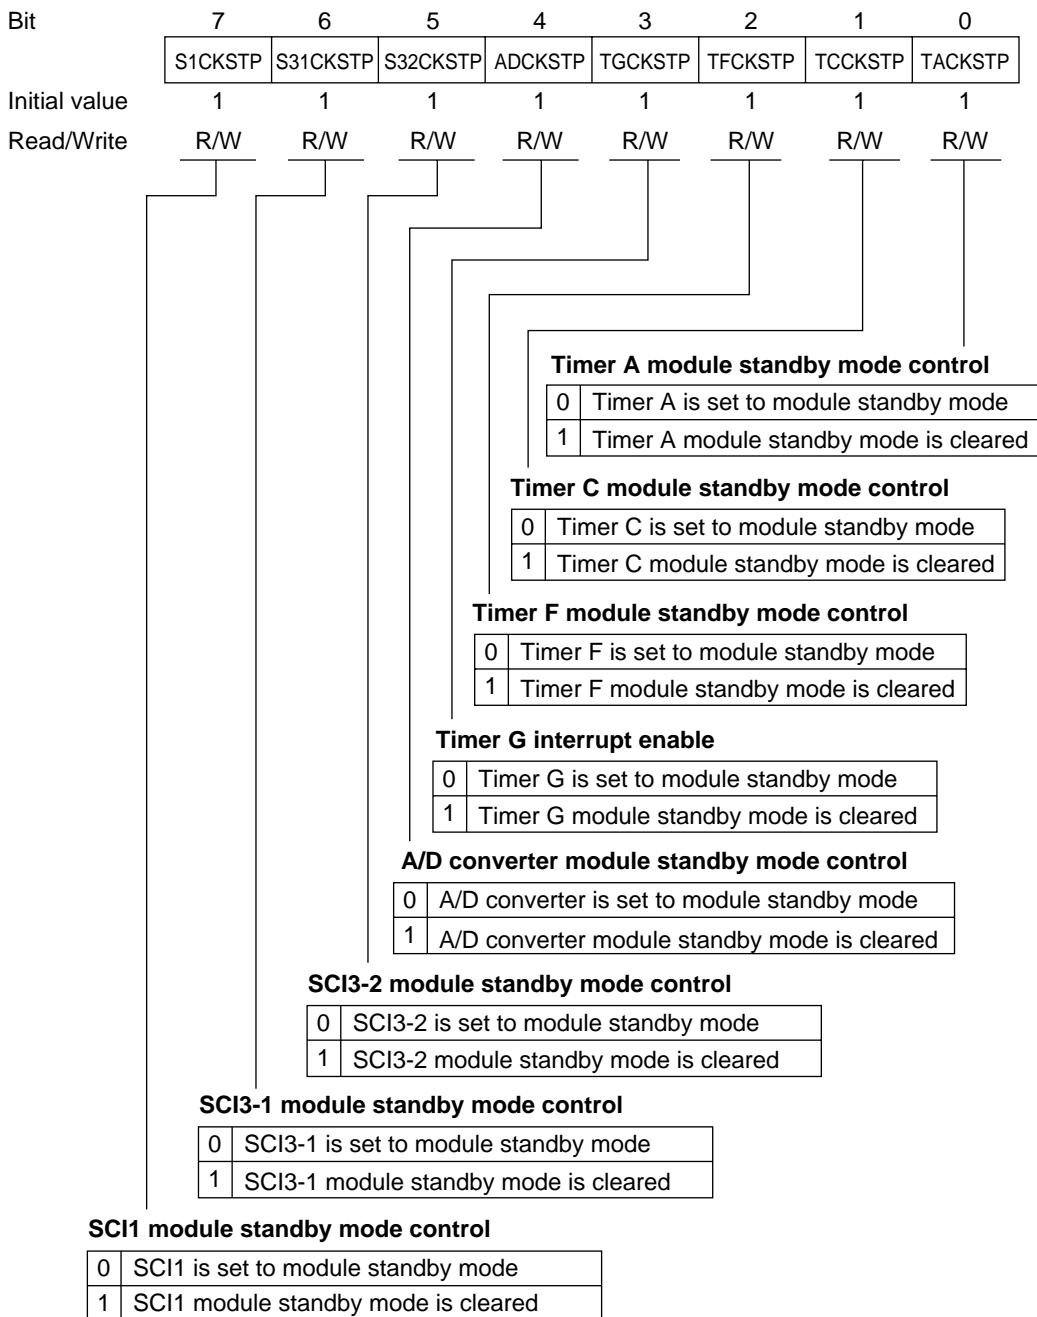 Bit 7 6 5 4 3 2 1 0
S1CKSTP S31CKSTP S32CKSTP ADCKSTP TGCKSTP TFCKSTP TCCKSTP TACKSTP
Initial value 1 1 1 1 1 1 1 1
Read/Write R/W R/W R/W R/W R/W R/W R/W R/W
Timer A module standby mode control
0 Timer A is set to module standby mode
1 Timer A module standby mode is cleared
Timer C module standby mode control
0 Timer C is set to module standby mode
1 Timer C module standby mode is cleared
Timer F module standby mode control
0 Timer F is set to module standby mode
1 Timer F module standby mode is cleared
Timer G interrupt enable
0 Timer G is set to module standby mode
1 Timer G module standby mode is cleared
A/D converter module standby mode control
0 A/D converter is set to module standby mode
1 A/D converter module standby mode is cleared
SCI3-2 module standby mode control
0 SCI3-2 is set to module standby mode
1 SCI3-2 module standby mode is cleared
SCI3-1 module standby mode control
0 SCI3-1 is set to module standby mode
1 SCI3-1 module standby mode is cleared
SCI1 module standby mode control
0 SCI1 is set to module standby mode
1 SCI1 module standby mode is cleared